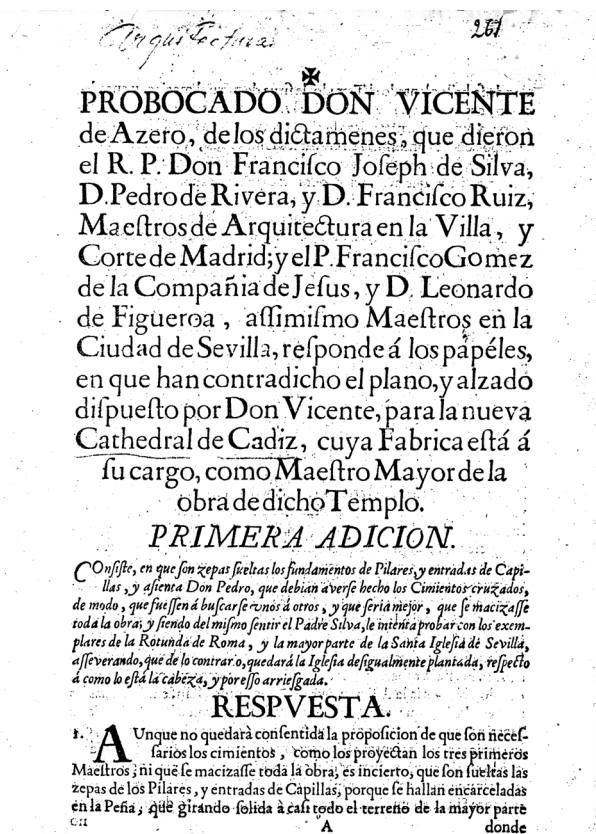 Arquitectura
261
✠
PROBOCADO DON VICENTE
de Azero, de los dictamenes, que dieron
el R. P. Don Franciſco Joſeph de Silva,
D. Pedro de Rivera, y D. Franciſco Ruiz,
Maeſtros de Arquitectura en la Villa, y
Corte de Madrid; y el P. Franciſco Gomez
de la Compañia de Jeſus, y D. Leonardo
de Figueroa, aſſimiſmo Maeſtros en la
Ciudad de Sevilla, reſponde á los papéles,
en que han contradicho el plano, y alzado
diſpueſto por Don Vicente, para la nueva
Cathedral de Cadiz, cuya Fabrica eſtá á
ſu cargo, como Maeſtro Mayor de la
obra de dicho Templo.
PRIMERA ADICION.
COnſiſte, en que ſon zepas ſueltas los fundamentos de Pilares, y entradas de Capi-
llas, y aſienta Don Pedro, que debian averſe hecho los Cimientos cruzados,
de modo, que fueſſen á buſcarſe vnos á otros, y que ſeria mejor, que ſe macizaſſe
toda la obra; y ſiendo del miſmo ſentir el Padre Silva, le intenta probar con los exem-
plares de la Rotunda de Roma, y la mayor parte de la Santa Igleſia de Sevilla,
aſſeverando, que de lo contrar o, quedará la Igleſia deſigualmente plantada, reſpecto
á como lo eſtá la cabeza, y por eſſo arrieſgada.
RESPVESTA.
1. AUnque no quedará conſentida la propoſicion de que ſon neceſ-
ſarios los cimientos, como los proyectan los tres primeros
Maeſtros; ni que ſe macizaſſe toda la obra; es incierto, que ſon ſueltas las
zepas de los Pilares, y entradas de Capillas; porque ſe hallan encarceladas
en la Peña; que girando ſolida á caſi todo el terreno de la mayor parte
A donde